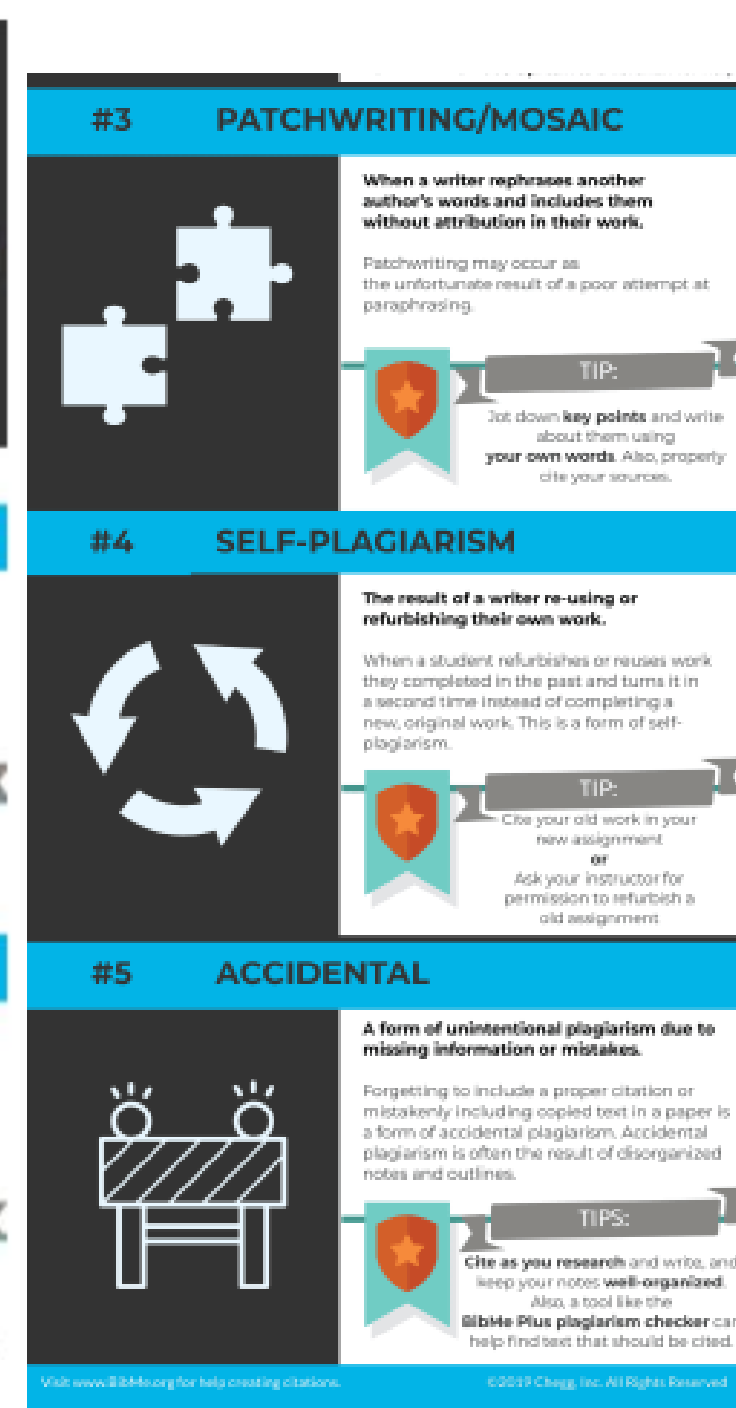 #3 PATCHWRITING/MOSAIC
When a writer rephrases another
author's words and includes them
without attribution in their work.
Patchwriting may occur as
the unfortunate result of a poor attempt at
paraphrasing.
TIP:
Jot down key points and write
about them using
your own words. Also, properly
cite your sources.
#4 SELF-PLAGIARISM
The result of a writer re-using or
refurbishing their own work.
When a student refurbishes or reuses work
they completed in the past and turns it in
a second time instead of completing a
new, original work. This is a form of self-
plagiarism.
TIP:
Cite your old work in your
new assignment
or
Ask your instructor for
permission to refurbish a
old assignment
#5 ACCIDENTAL
A form of unintentional plagiarism due to
missing information or mistakes.
Forgetting to include a proper citation or
mistakenly including copied text in a paper is
a form of accidental plagiarism. Accidental
plagiarism is often the result of disorganized
notes and outlines.
TIPS:
Cite as you research and write, and
keep your notes well-organized.
Also, a tool like the
BibMe Plus plagiarism checker can
help find text that should be cited.
Visit www.BibMe.org for help creating citations.
©2019 Chegg, Inc. All Rights Reserved